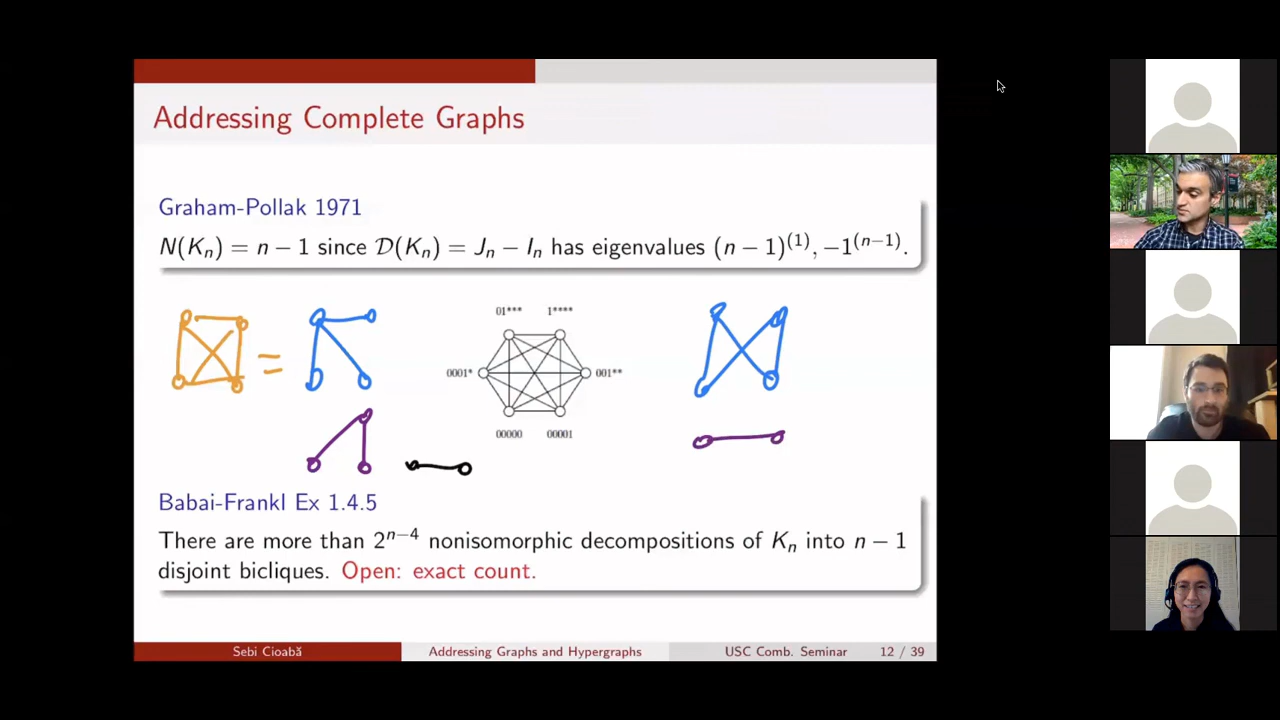 Addressing Complete Graphs
Graham-Pollak 1971
N(Kₙ) = n − 1 since 𝒟(Kₙ) = Jₙ − Iₙ has eigenvalues (n − 1)⁽¹⁾, −1⁽ⁿ⁻¹⁾.
01*** 1****
0001* 001**
00000 00001
=
Babai-Frankl Ex 1.4.5
There are more than 2ⁿ⁻⁴ nonisomorphic decompositions of Kₙ into n − 1
disjoint bicliques. Open: exact count.
Sebi Cioabă Addressing Graphs and Hypergraphs USC Comb. Seminar 12 / 39